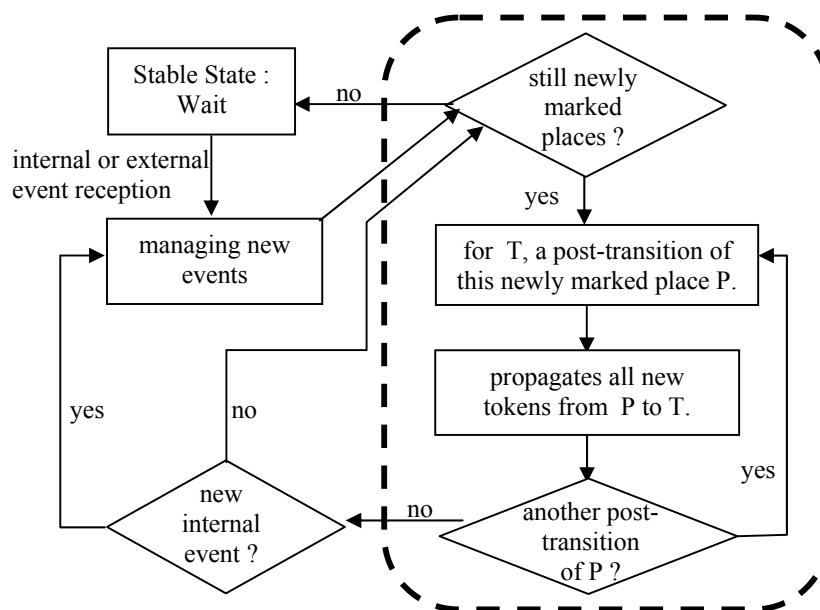 Stable State :
Wait
no
still newly
marked
places ?
internal or external
event reception
yes
managing new
events
for T, a post-transition of
this newly marked place P.
propagates all new
tokens from P to T.
yes
no
yes
new
internal
event ?
no
another post-
transition
of P ?